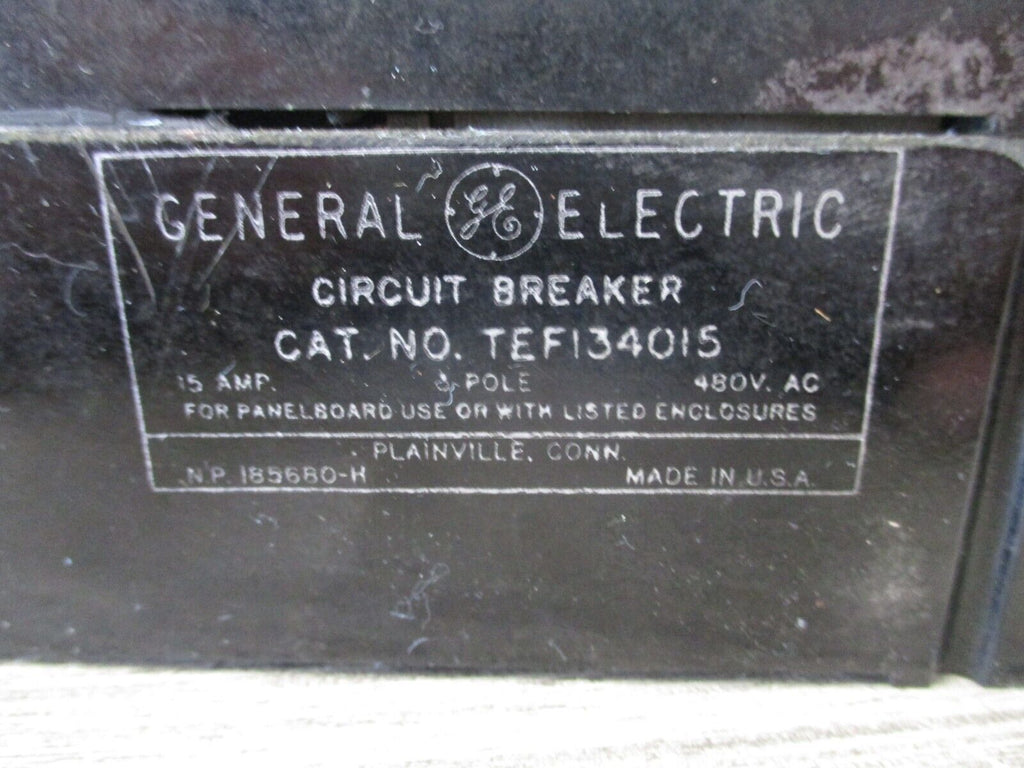 GENERAL GE ELECTRIC
CIRCUIT BREAKER
CAT. NO. TEF134015
15 AMP. POLE 480V. AC
FOR PANELBOARD USE OR WITH LISTED ENCLOSURES
PLAINVILLE, CONN.
N.P. 185680-H MADE IN U.S.A.